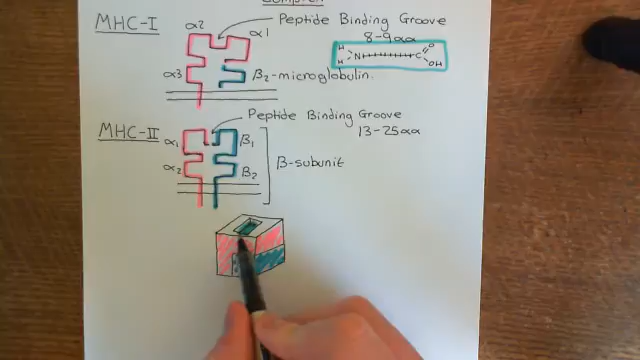 MHC-I
α2
Peptide Binding Groove
α1
8-9αα
H
N
H
C
O
OH
α3
β2-microglobulin.
MHC-II
Peptide Binding Groove
13-25αα
α1
β1
α2
β2
β-subunit